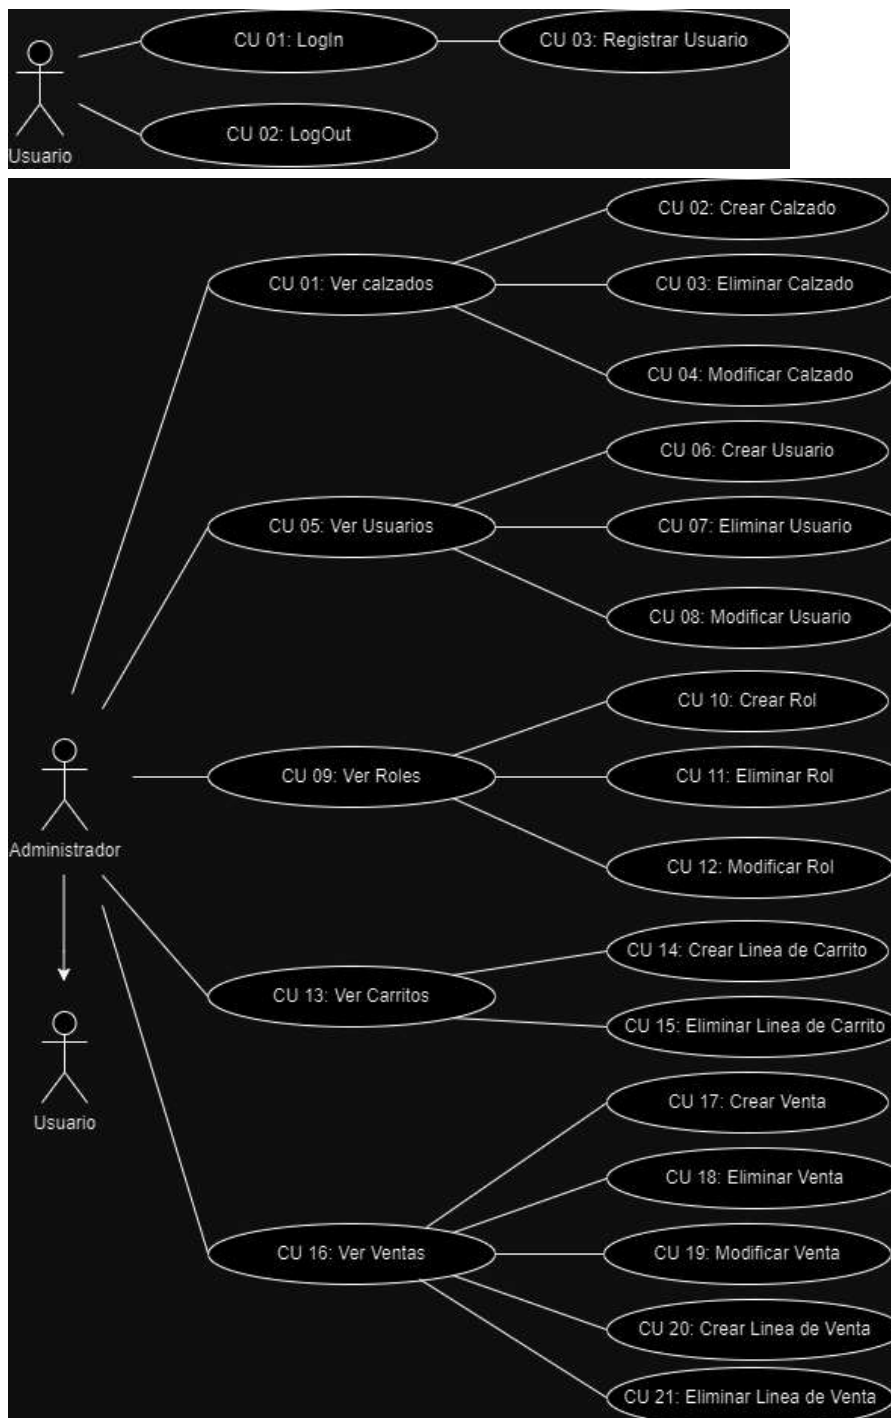 CU 01: LogIn
CU 03: Registrar Usuario
CU 02: LogOut
Usuario
CU 02: Crear Calzado
CU 01: Ver calzados
CU 03: Eliminar Calzado
CU 04: Modificar Calzado
CU 06: Crear Usuario
CU 05: Ver Usuarios
CU 07: Eliminar Usuario
CU 08: Modificar Usuario
CU 10: Crear Rol
CU 09: Ver Roles
CU 11: Eliminar Rol
CU 12: Modificar Rol
Administrador
CU 14: Crear Linea de Carrito
CU 13: Ver Carritos
CU 15: Eliminar Linea de Carrito
Usuario
CU 17: Crear Venta
CU 18: Eliminar Venta
CU 16: Ver Ventas
CU 19: Modificar Venta
CU 20: Crear Linea de Venta
CU 21: Eliminar Linea de Venta